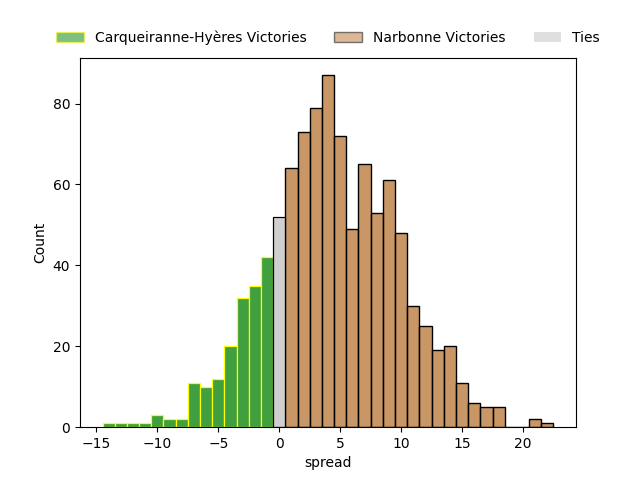 Carqueiranne-Hyères Victories Narbonne Victories Ties
80
60
40
20
0
Count
−15 −10 −5 0 5 10 15 20
spread